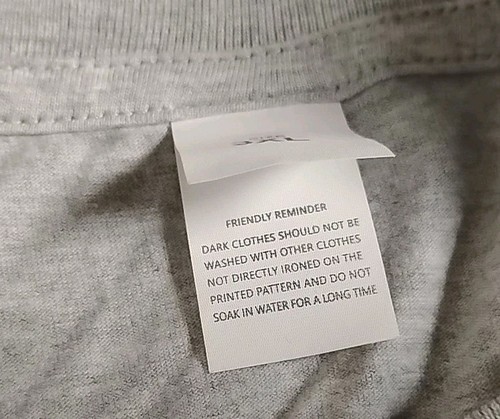 FRIENDLY REMINDER
DARK CLOTHES SHOULD NOT BE
WASHED WITH OTHER CLOTHES
NOT DIRECTLY IRONED ON THE
PRINTED PATTERN AND DO NOT
SOAK IN WATER FOR A LONG TIME